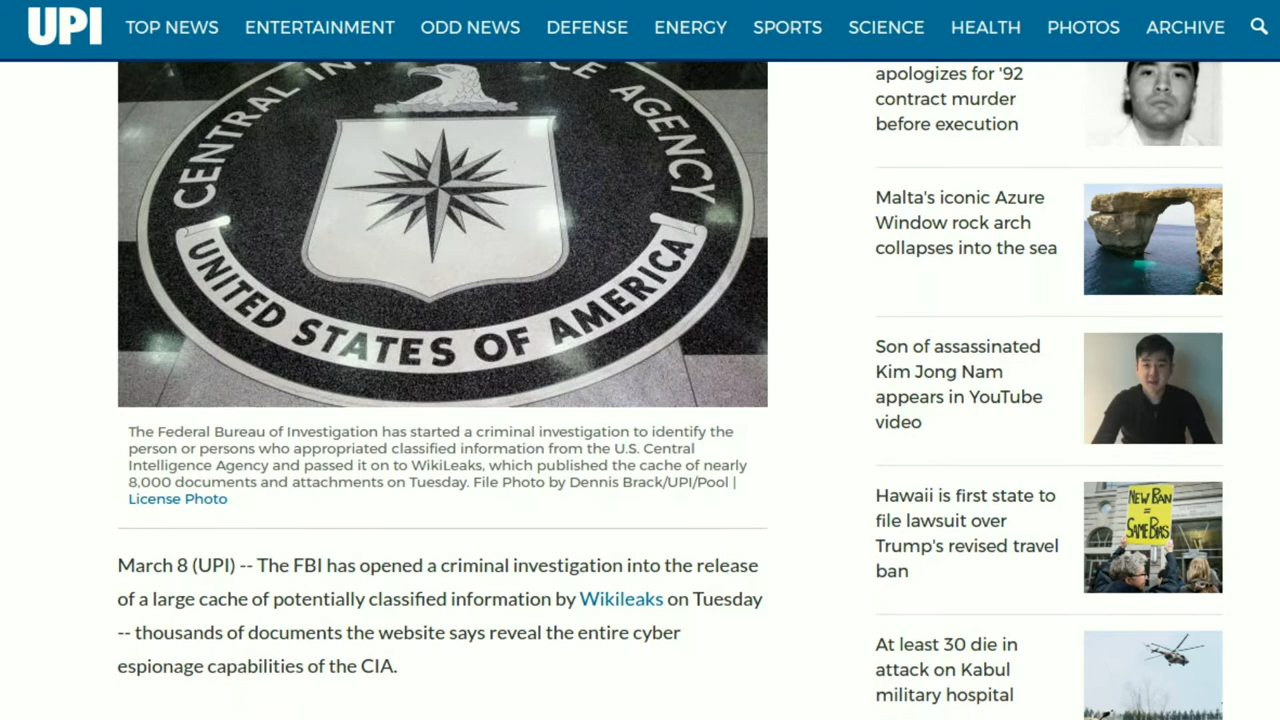 UPI TOP NEWS ENTERTAINMENT ODD NEWS DEFENSE ENERGY SPORTS SCIENCE HEALTH PHOTOS ARCHIVE
CENTRAL INTELLIGENCE AGENCY
UNITED STATES OF AMERICA
The Federal Bureau of Investigation has started a criminal investigation to identify the
person or persons who appropriated classified information from the U.S. Central
Intelligence Agency and passed it on to WikiLeaks, which published the cache of nearly
8,000 documents and attachments on Tuesday. File Photo by Dennis Brack/UPI/Pool |
License Photo
March 8 (UPI) -- The FBI has opened a criminal investigation into the release
of a large cache of potentially classified information by Wikileaks on Tuesday
-- thousands of documents the website says reveal the entire cyber
espionage capabilities of the CIA.
apologizes for '92
contract murder
before execution
Malta's iconic Azure
Window rock arch
collapses into the sea
Son of assassinated
Kim Jong Nam
appears in YouTube
video
Hawaii is first state to
file lawsuit over
Trump's revised travel
ban
NEW BAN
=
SAME BIAS
At least 30 die in
attack on Kabul
military hospital